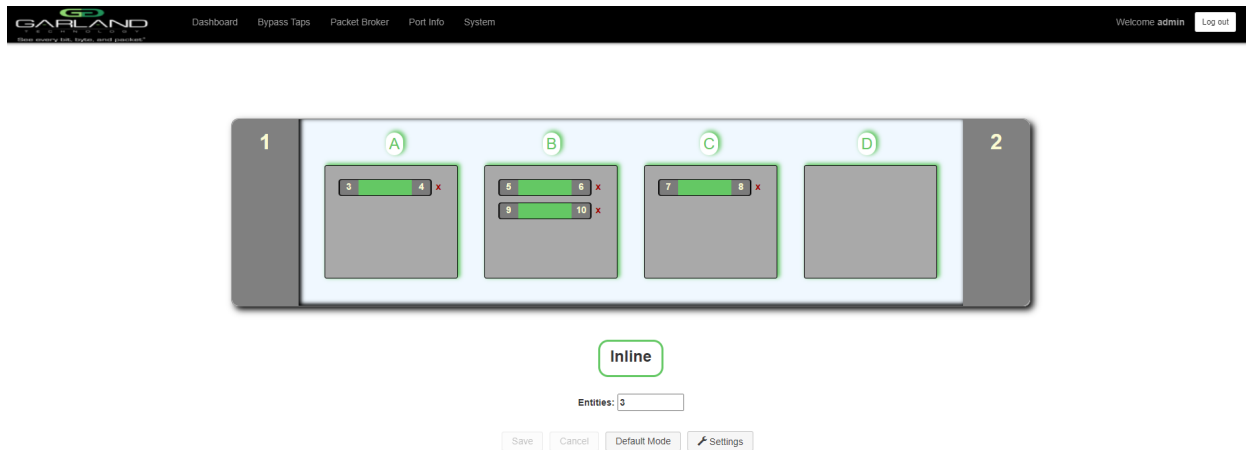 GARLAND
TECHNOLOGY
See every bit, byte, and packet®
Dashboard Bypass Taps Packet Broker Port Info System
Welcome admin Log out
1 A B C D 2
3 4 x 5 6 x 7 8 x
9 10 x
Inline
Entities: 3
Save Cancel Default Mode Settings